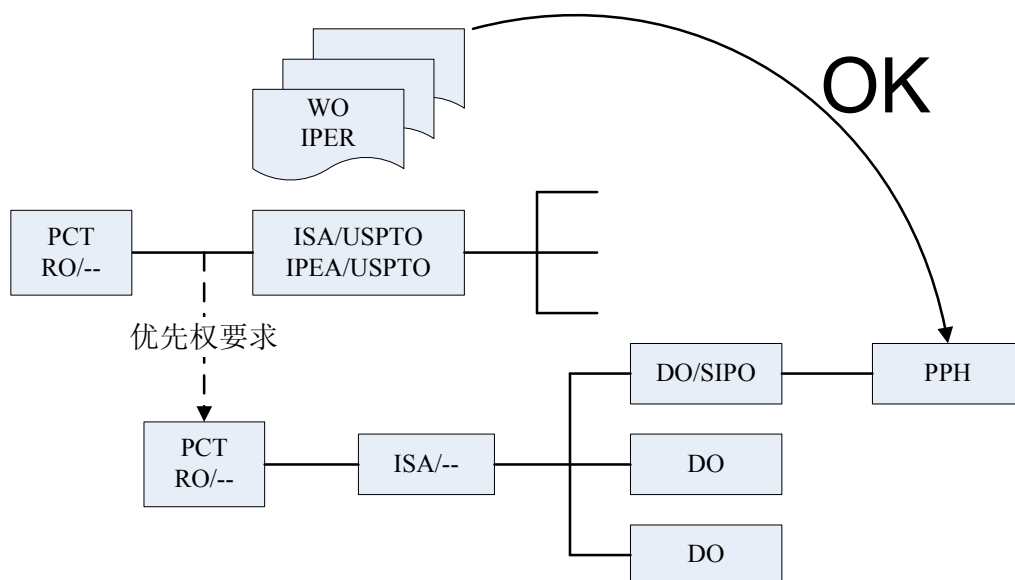 OK
WO
IPER
PCT
RO/--
ISA/USPTO
IPEA/USPTO
优先权要求
DO/SIPO
PPH
PCT
RO/--
ISA/--
DO
DO